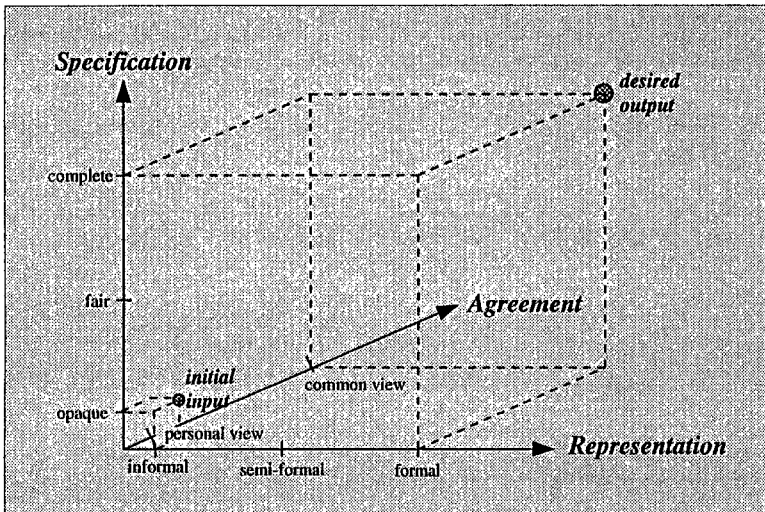 Specification
desired
output
complete
fair
Agreement
initial
input
common view
opaque
personal view
informal
semi-formal
formal
Representation